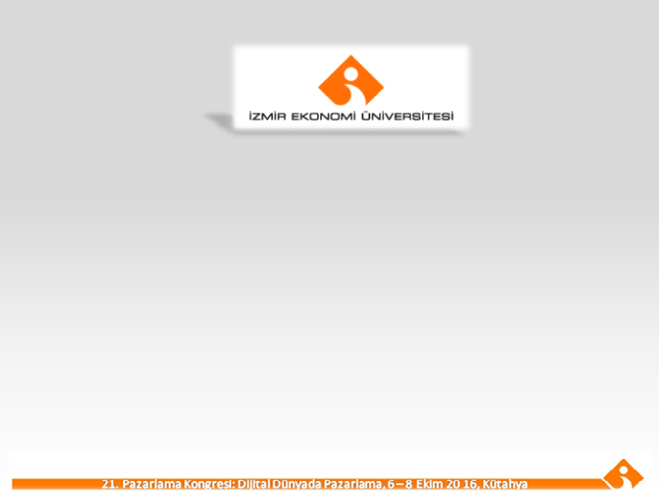 İZMİR EKONOMİ ÜNİVERSİTESİ
21. Pazarlama Kongresi: Dijital Dünyada Pazarlama, 6 – 8 Ekim 20 16, Kütahya